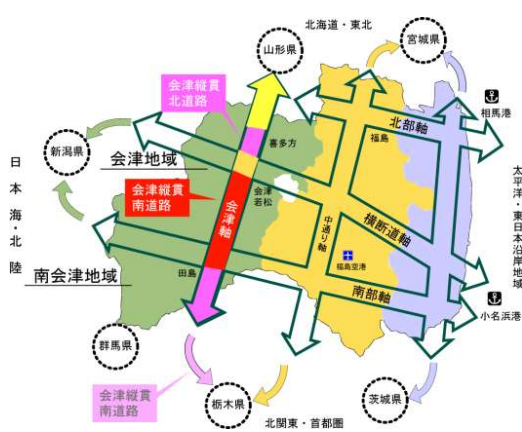 北海道・東北
山形県
宮城県
会津縦貫
北道路
相馬港
北部軸
喜多方
福島
新潟県
会津地域
会津縦貫
南道路
会津
若松
会津軸
日本海・北陸
太平洋・東日本沿岸地域
中通り軸
横断道軸
福島空港
南会津地域
田島
南部軸
小名浜港
群馬県
会津縦貫
南道路
栃木県
茨城県
北関東・首都圏